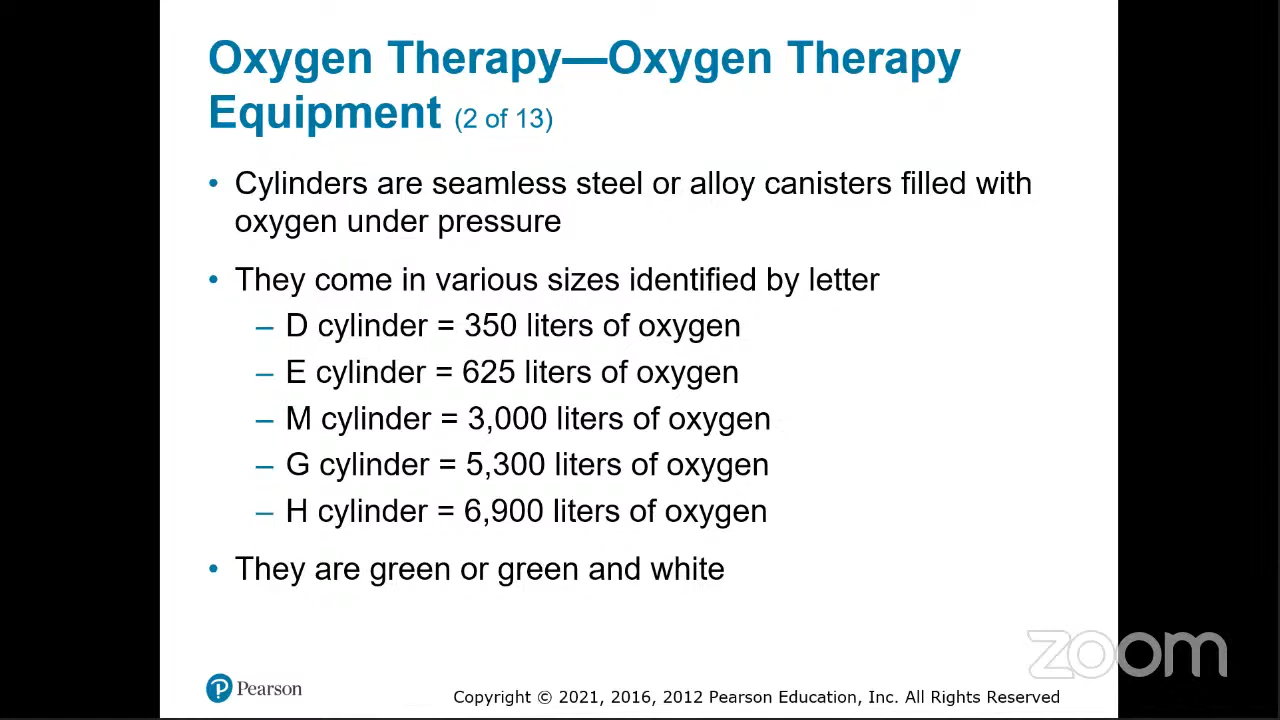 Oxygen Therapy—Oxygen Therapy
Equipment (2 of 13)
• Cylinders are seamless steel or alloy canisters filled with
oxygen under pressure
• They come in various sizes identified by letter
– D cylinder = 350 liters of oxygen
– E cylinder = 625 liters of oxygen
– M cylinder = 3,000 liters of oxygen
– G cylinder = 5,300 liters of oxygen
– H cylinder = 6,900 liters of oxygen
• They are green or green and white
zoom
P Pearson
Copyright © 2021, 2016, 2012 Pearson Education, Inc. All Rights Reserved